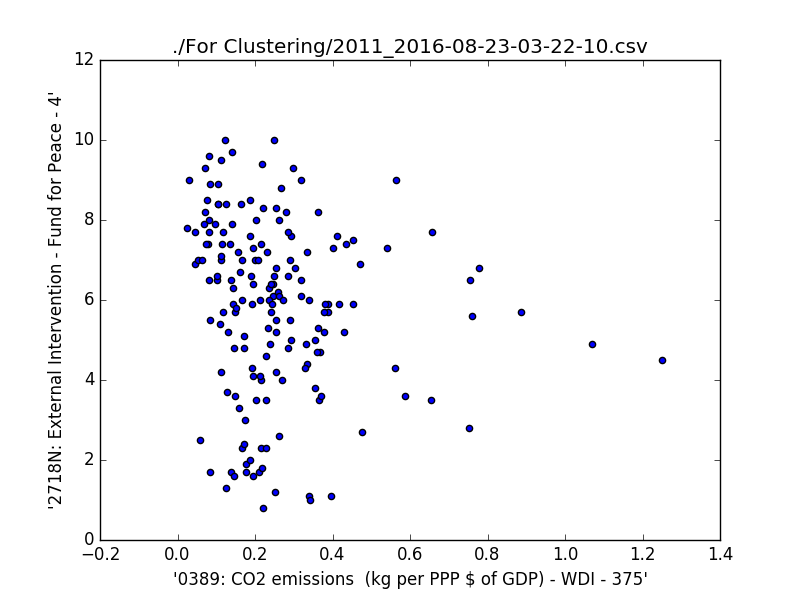 ./For Clustering/2011_2016-08-23-03-22-10.csv
12
10
8
6
4
2
0
'2718N: External Intervention - Fund for Peace - 4'
−0.2 0.0 0.2 0.4 0.6 0.8 1.0 1.2 1.4
'0389: CO2 emissions  (kg per PPP $ of GDP) - WDI - 375'